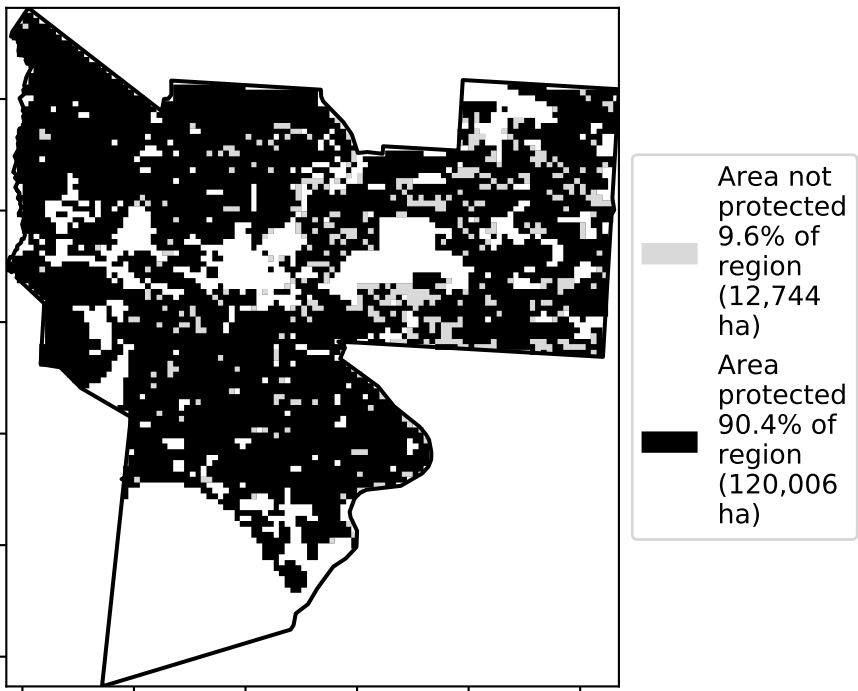 Area not
protected
9.6% of
region
(12,744
ha)
Area
protected
90.4% of
region
(120,006
ha)